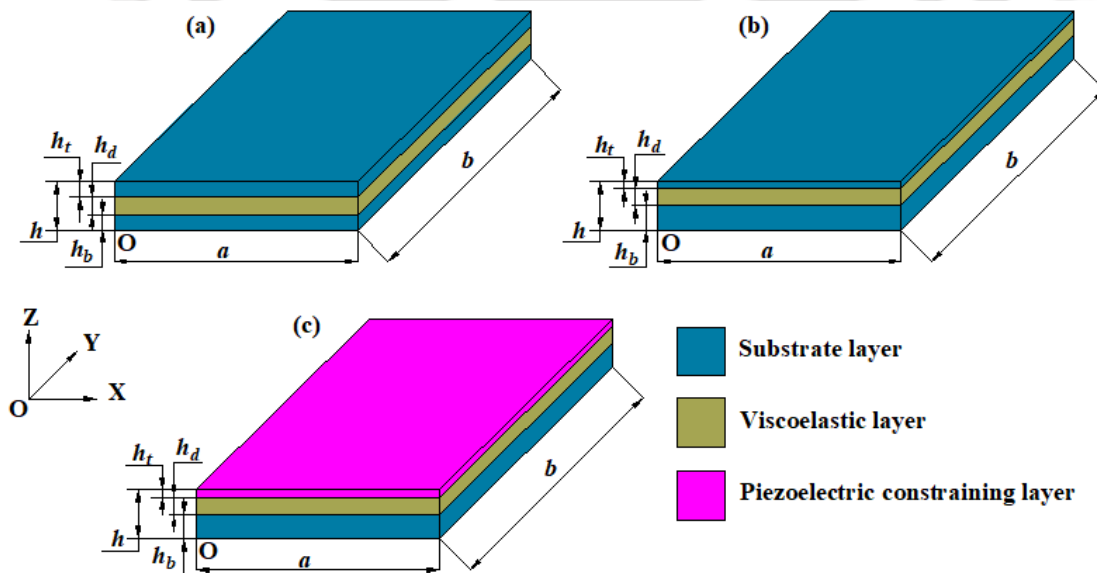 (a)
h_t
h_d
h
h_b
O
a
b
(b)
h_t
h_d
h
h_b
O
a
b
Z
Y
O
X
(c)
h_t
h_d
h
h_b
O
a
b
Substrate layer
Viscoelastic layer
Piezoelectric constraining layer